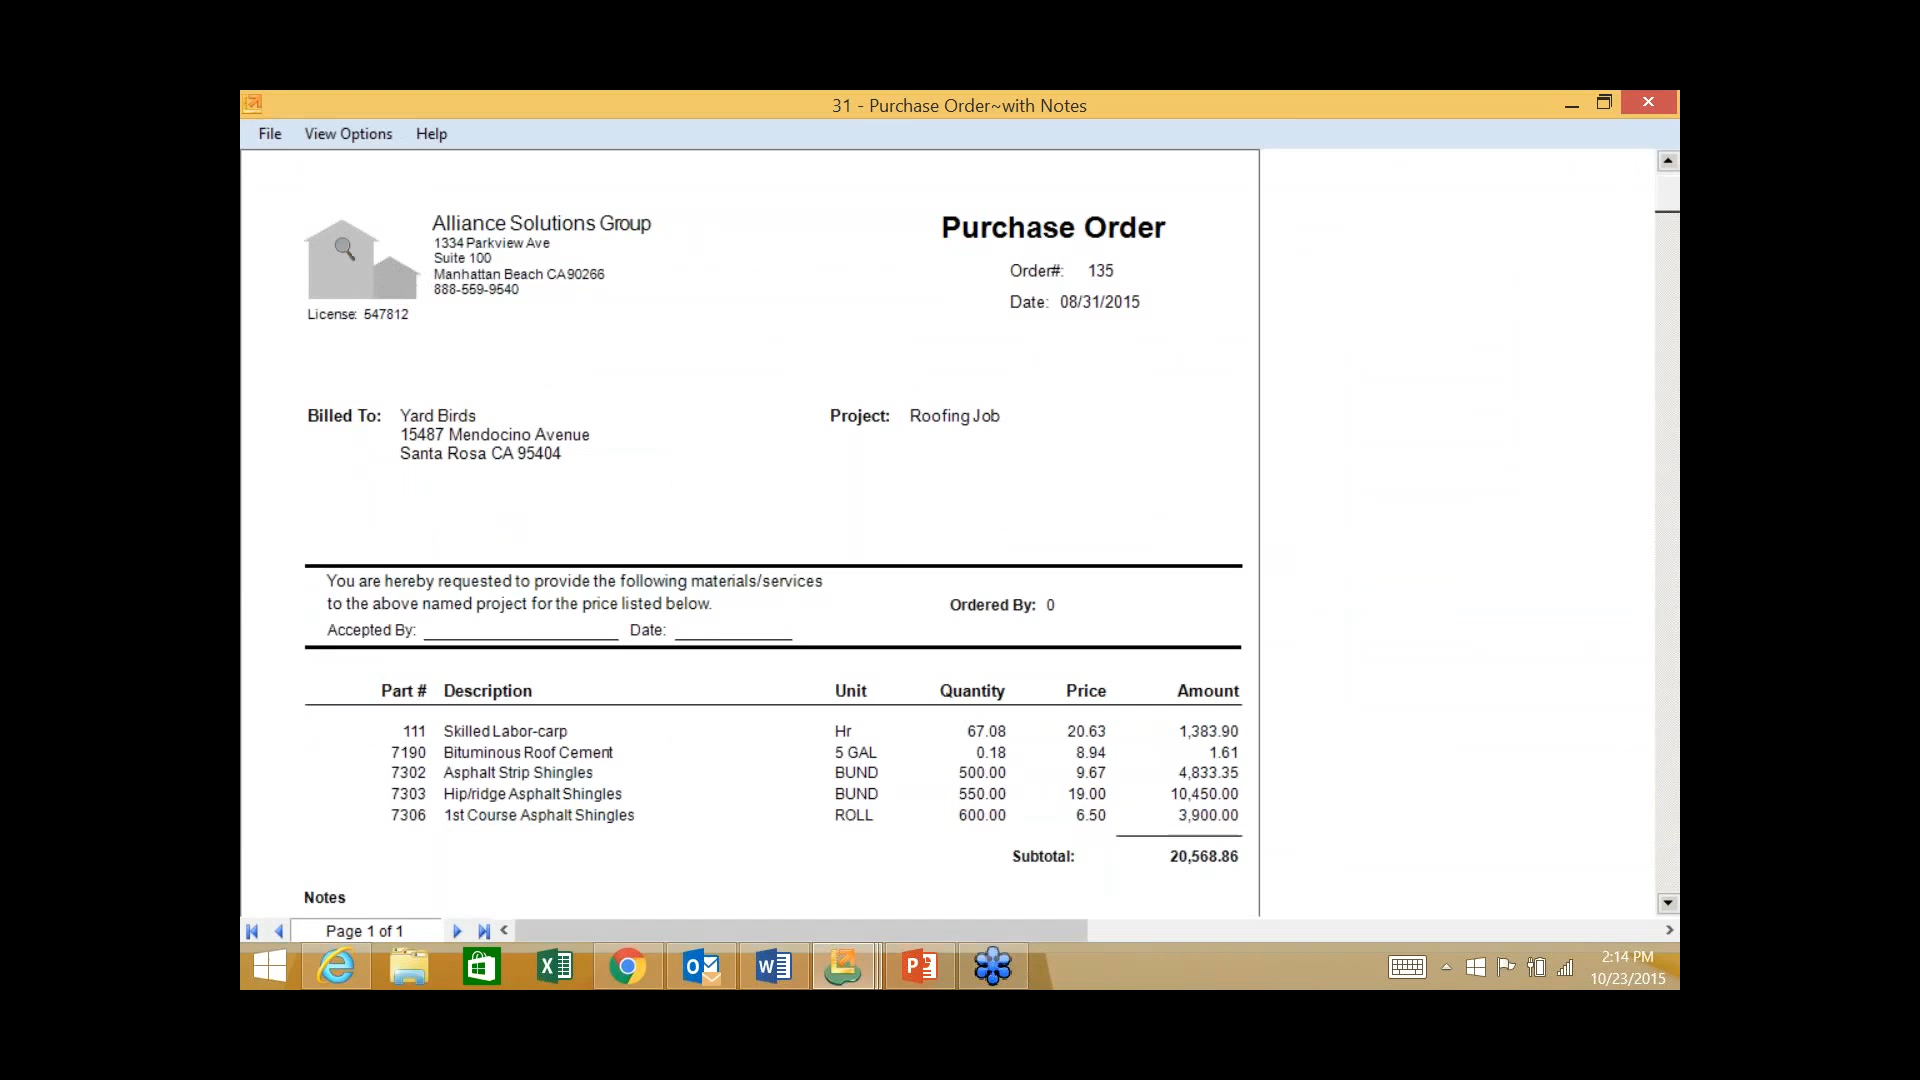 31 - Purchase Order~with Notes
File View Options Help
Alliance Solutions Group
1334 Parkview Ave
Suite 100
Manhattan Beach CA 90266
888-559-9540
License: 547812
Purchase Order
Order#: 135
Date: 08/31/2015
Billed To: Yard Birds
15487 Mendocino Avenue
Santa Rosa CA 95404
Project: Roofing Job
You are hereby requested to provide the following materials/services
to the above named project for the price listed below.
Accepted By: Date:
Ordered By: 0
Part # Description Unit Quantity Price Amount
111 Skilled Labor-carp Hr 67.08 20.63 1,383.90
7190 Bituminous Roof Cement 5 GAL 0.18 8.94 1.61
7302 Asphalt Strip Shingles BUND 500.00 9.67 4,833.35
7303 Hip/ridge Asphalt Shingles BUND 550.00 19.00 10,450.00
7306 1st Course Asphalt Shingles ROLL 600.00 6.50 3,900.00
Subtotal: 20,568.86
Notes
Page 1 of 1
2:14 PM
10/23/2015